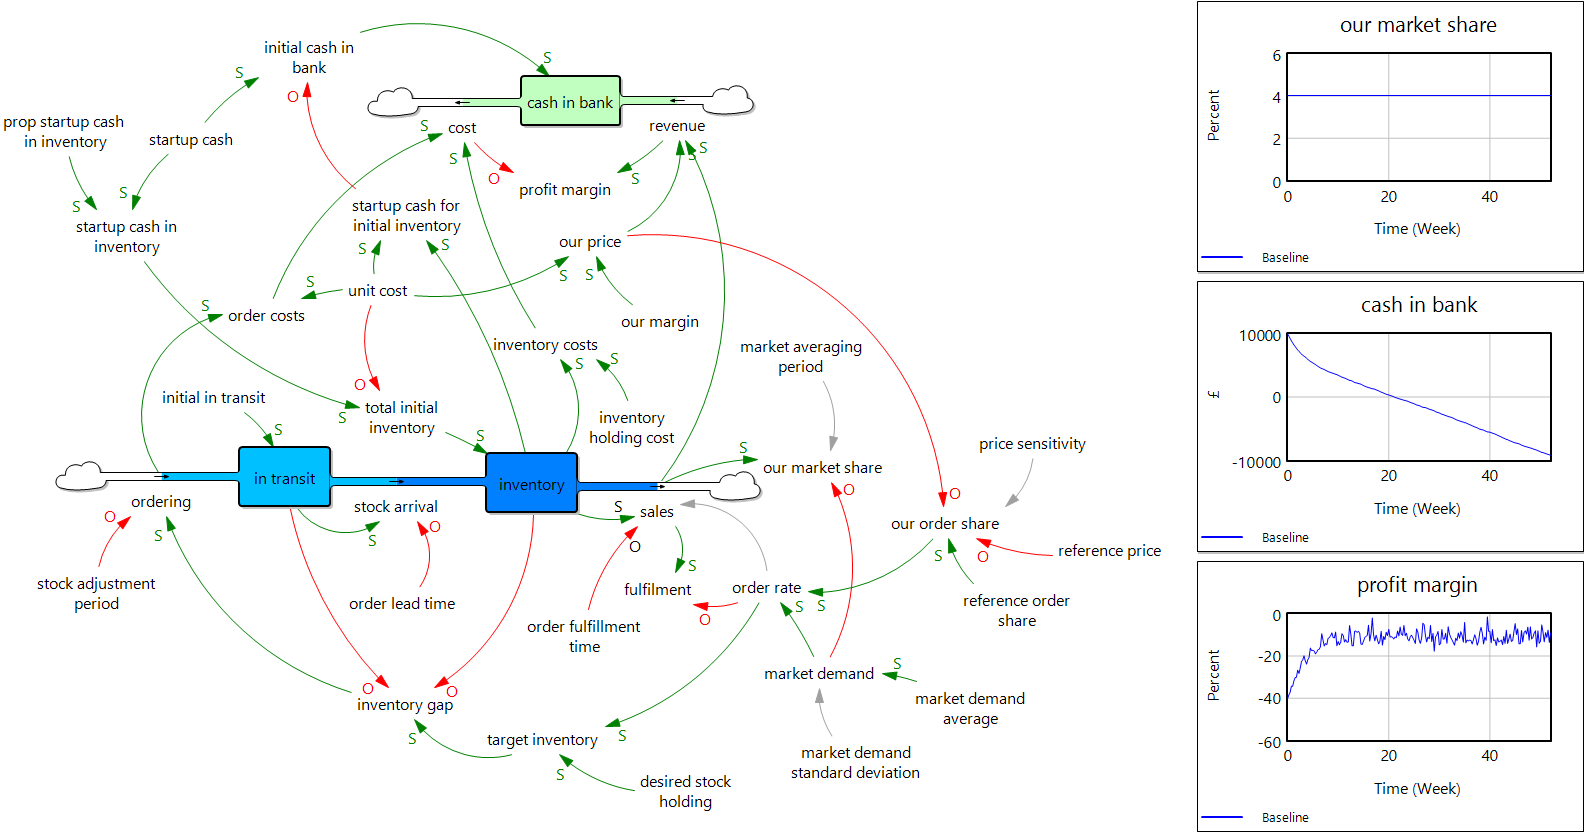 initial cash in
bank
S
S
O
cash in bank
prop startup cash
in inventory
startup cash
S
cost
revenue
S
S
S
S
S
O
profit margin
S
S
startup cash in
inventory
startup cash for
initial inventory
S
S
our price
S
S
unit cost
S
order costs
S
our margin
inventory costs
S
S
market averaging
period
O
S
total initial
inventory
initial in transit
S
S
inventory
holding cost
in transit
inventory
S
our market share
O
price sensitivity
O
ordering
O
S
stock arrival
O
S
S
sales
O
our order share
S
O
reference price
stock adjustment
period
order lead time
S
fulfilment
O
order rate
S
S
reference order
share
order fulfillment
time
O
O
inventory gap
S
market demand
S
market demand
average
target inventory
S
S
market demand
standard deviation
desired stock
holding
our market share
6
4
2
0
Percent
0
20
40
Time (Week)
Baseline
cash in bank
10000
0
-10000
£
0
20
40
Time (Week)
Baseline
profit margin
0
-20
-40
-60
Percent
0
20
40
Time (Week)
Baseline